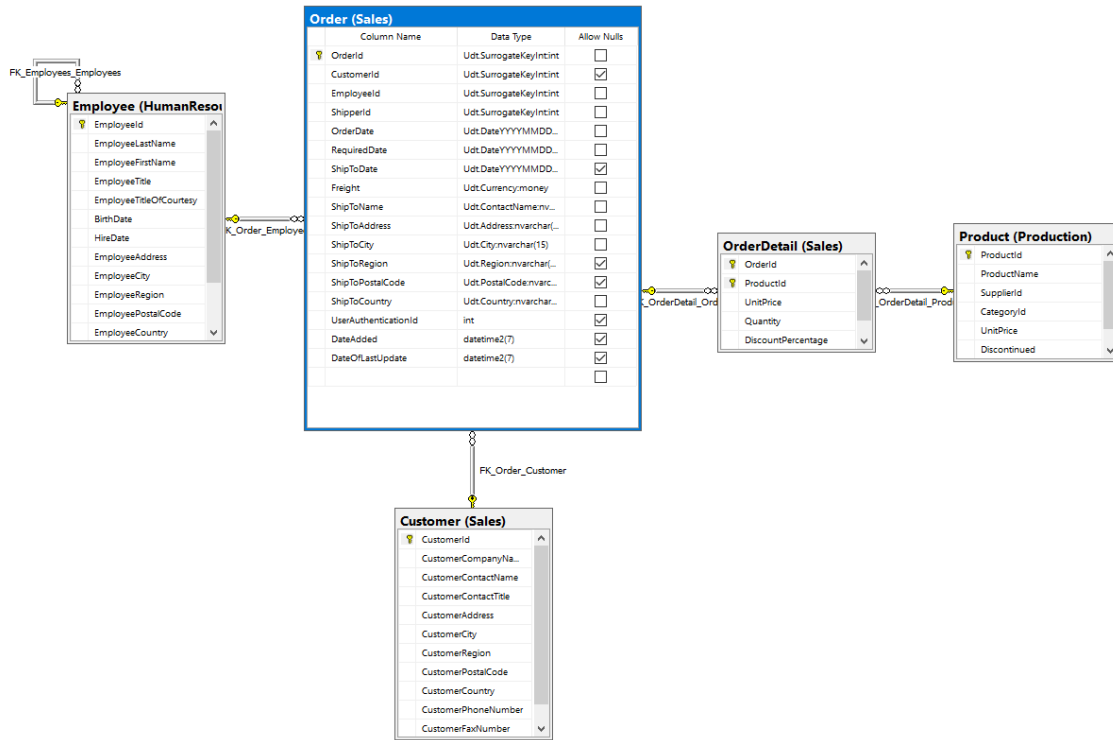 Order (Sales)
Column Name Data Type Allow Nulls
OrderId Udt.SurrogateKeyInt:int
CustomerId Udt.SurrogateKeyInt:int
EmployeeId Udt.SurrogateKeyInt:int
ShipperId Udt.SurrogateKeyInt:int
OrderDate Udt.DateYYYYMMDD...
RequiredDate Udt.DateYYYYMMDD...
ShipToDate Udt.DateYYYYMMDD...
Freight Udt.Currency:money
ShipToName Udt.ContactName:nv...
ShipToAddress Udt.Address:nvarchar(...
ShipToCity Udt.City:nvarchar(15)
ShipToRegion Udt.Region:nvarchar(...
ShipToPostalCode Udt.PostalCode:nvarc...
ShipToCountry Udt.Country:nvarchar...
UserAuthenticationId int
DateAdded datetime2(7)
DateOfLastUpdate datetime2(7)
FK_Employees_Employees
Employee (HumanResou
EmployeeId
EmployeeLastName
EmployeeFirstName
EmployeeTitle
EmployeeTitleOfCourtesy
BirthDate
HireDate
EmployeeAddress
EmployeeCity
EmployeeRegion
EmployeePostalCode
EmployeeCountry
K_Order_Employe
K_OrderDetail_Ord
OrderDetail (Sales)
OrderId
ProductId
UnitPrice
Quantity
DiscountPercentage
_OrderDetail_Prod
Product (Production)
ProductId
ProductName
SupplierId
CategoryId
UnitPrice
Discontinued
FK_Order_Customer
Customer (Sales)
CustomerId
CustomerCompanyNa...
CustomerContactName
CustomerContactTitle
CustomerAddress
CustomerCity
CustomerRegion
CustomerPostalCode
CustomerCountry
CustomerPhoneNumber
CustomerFaxNumber